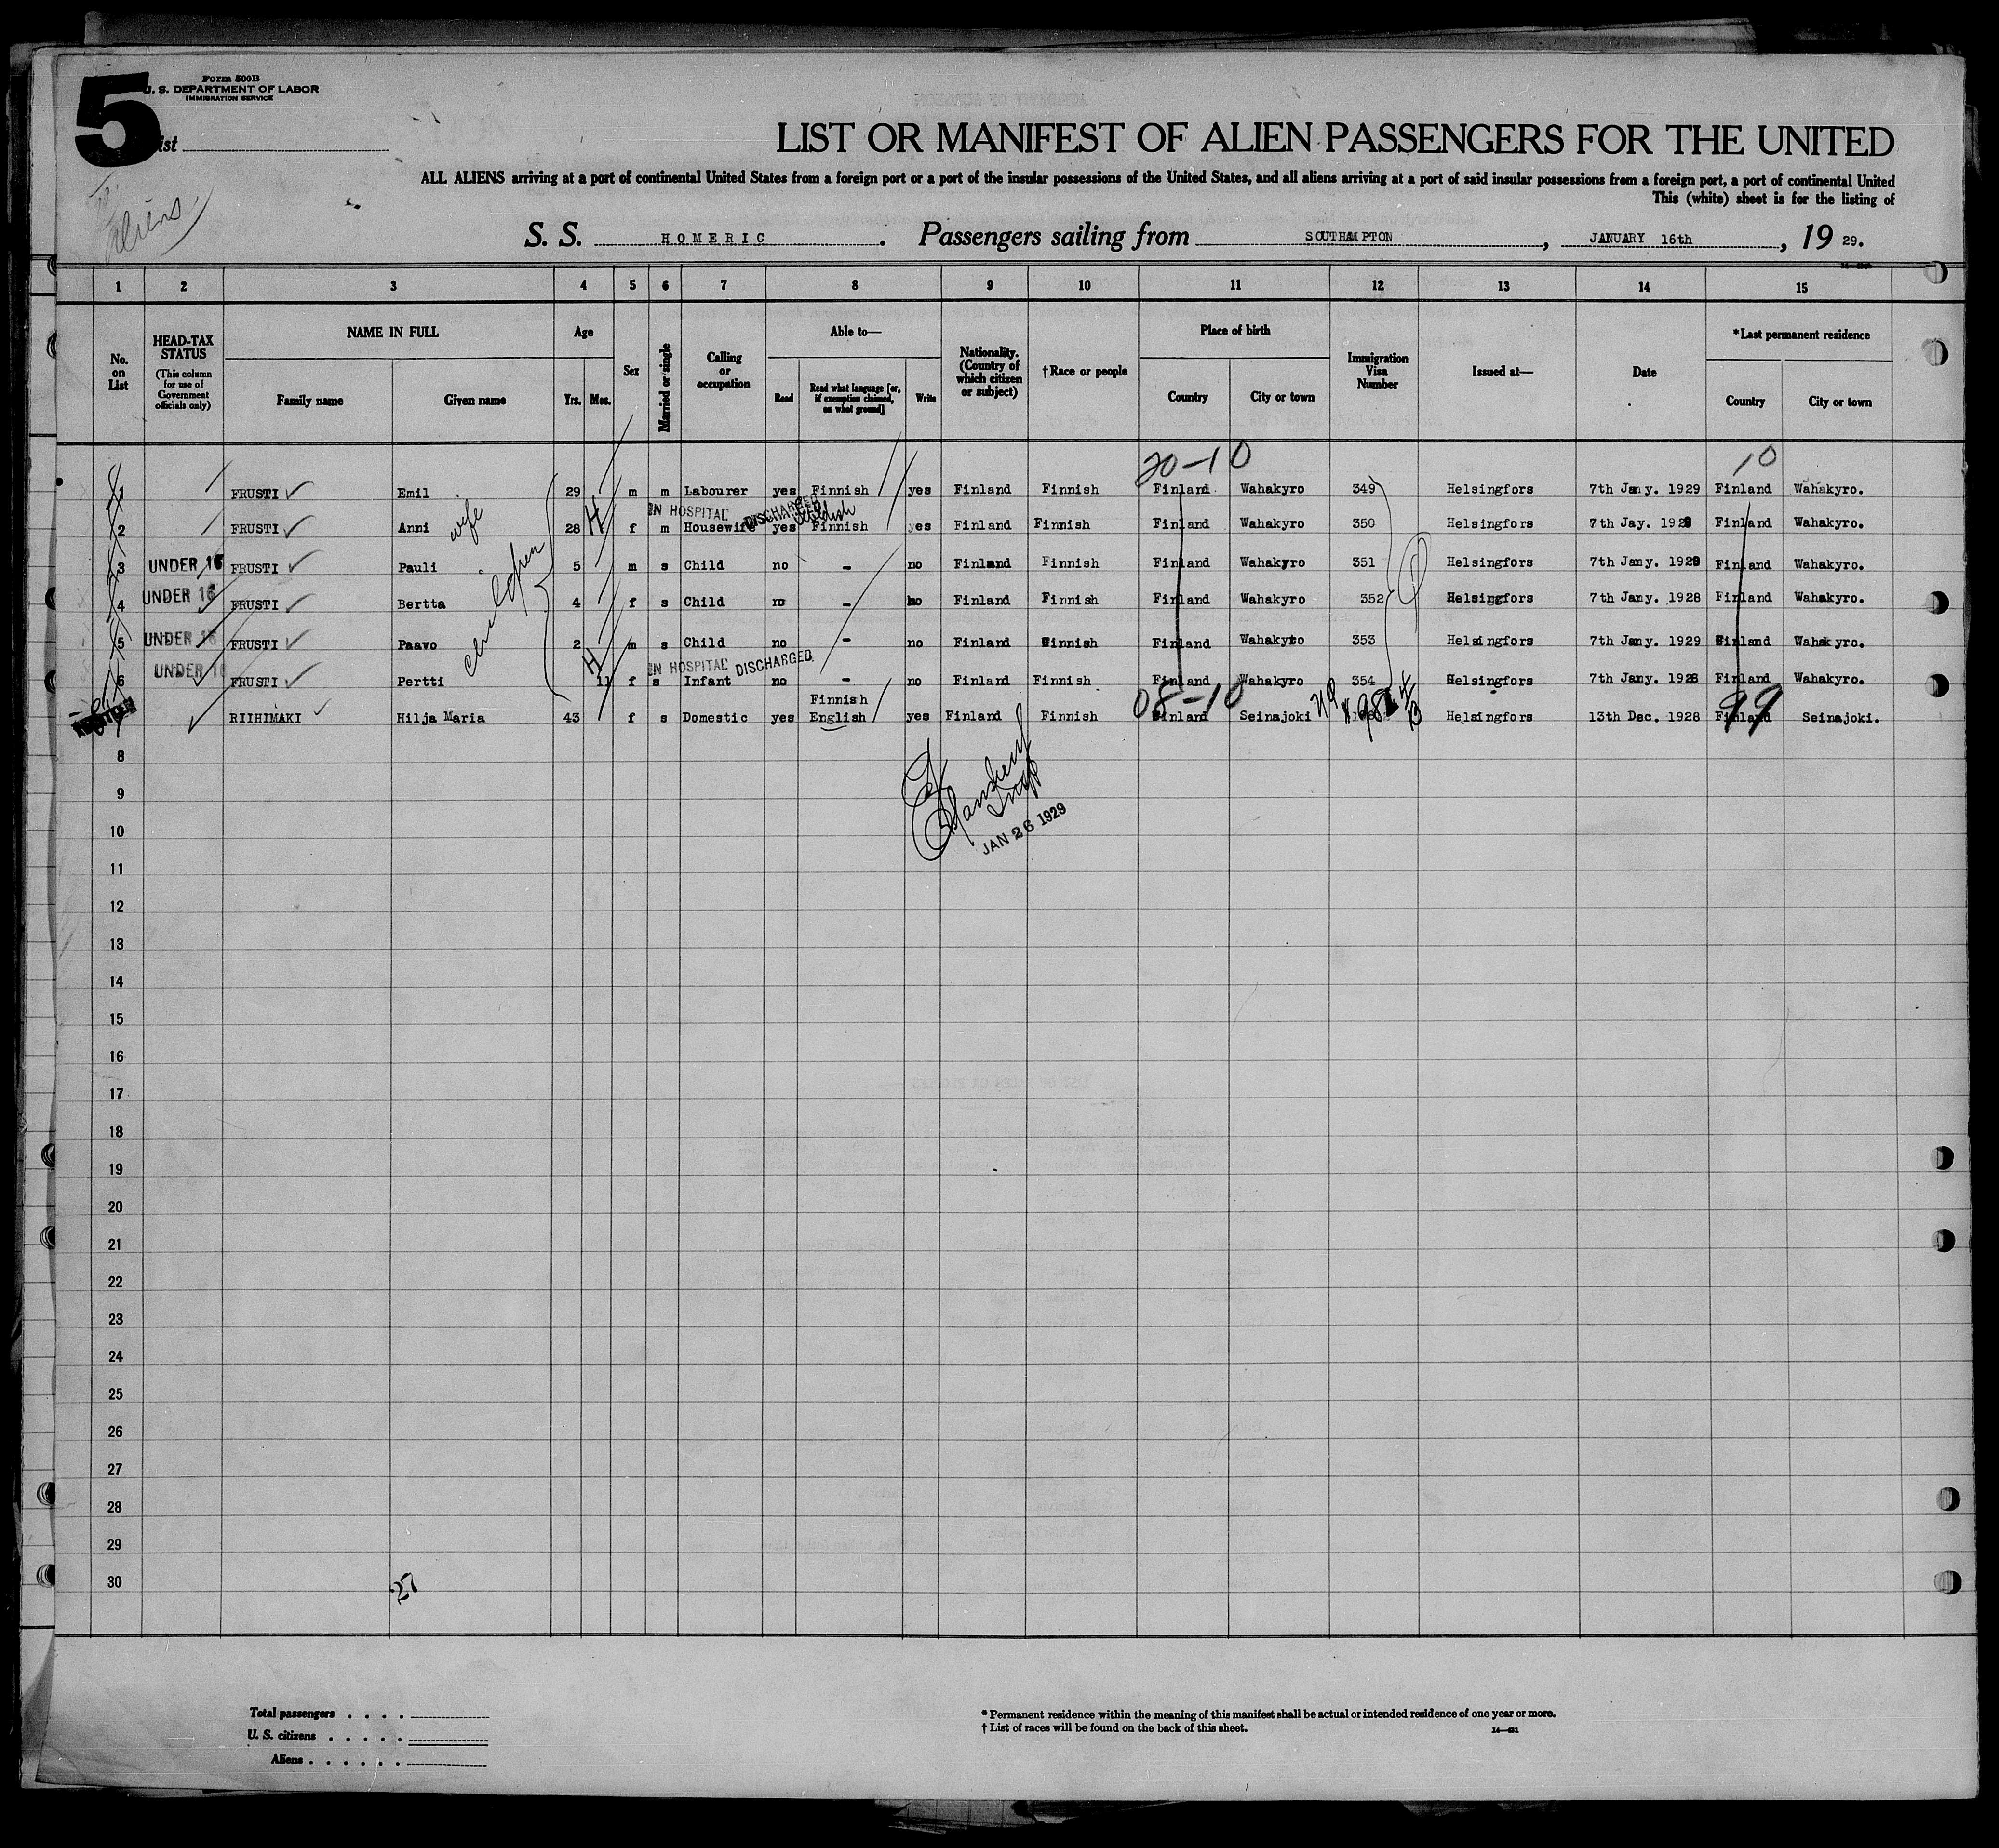 5
Form 500B
U. S. DEPARTMENT OF LABOR
IMMIGRATION SERVICE
List
aliens
LIST OR MANIFEST OF ALIEN PASSENGERS FOR THE UNITED
ALL ALIENS arriving at a port of continental United States from a foreign port or a port of the insular possessions of the United States, and all aliens arriving at a port of said insular possessions from a foreign port, a port of continental United
This (white) sheet is for the listing of
S. S. HOMERIC. Passengers sailing from SOUTHAMPTON, JANUARY 16th, 19 29.
1 2 3 4 5 6 7 8 9 10 11 12 13 14 15
No. on List
HEAD-TAX STATUS
(This column for use of Government officials only)
NAME IN FULL
Family name Given name
Age
Yrs. Mos.
Sex
Married or single
Calling or occupation
Able to—
Read
Read what language [or, if exemption claimed, on what ground]
Write
Nationality. (Country of which citizen or subject)
†Race or people
Place of birth
Country City or town
Immigration Visa Number
Issued at—
Date
*Last permanent residence
Country City or town
20-10 10
1 FRUSTI Emil 29 m m Labourer yes Finnish yes Finland Finnish Finland Wahakyro 349 Helsingfors 7th Jany. 1929 Finland Wahakyro.
IN HOSPITAL DISCHARGED
2 FRUSTI Anni wife 28 H f m Housewife yes Finnish yes Finland Finnish Finland Wahakyro 350 Helsingfors 7th Jay. 1929 Finland Wahakyro.
3 UNDER 16 FRUSTI Pauli 5 m s Child no - no Finland Finnish Finland Wahakyro 351 Helsingfors 7th Jany. 1929 Finland Wahakyro.
children
4 UNDER 16 FRUSTI Bertta 4 f s Child no - no Finland Finnish Finland Wahakyro 352 Helsingfors 7th Jany. 1928 Finland Wahakyro.
5 UNDER 16 FRUSTI Paavo 2 m s Child no - no Finland Finnish Finland Wahakyro 353 Helsingfors 7th Jany. 1929 Finland Wahakyro.
H IN HOSPITAL DISCHARGED
6 UNDER 16 FRUSTI Pertti 11 f s Infant no - no Finland Finnish Finland Wahakyro 354 Helsingfors 7th Jany. 1928 Finland Wahakyro.
08-10 99
Finnish
RIIHIMAKI Hilja Maria 43 f s Domestic yes English yes Finland Finnish Finland Seinajoki Helsingfors 13th Dec. 1928 Finland Seinajoki.
8
9
10
JAN 26 1929
11
12
13
14
15
16
17
18
19
20
21
22
23
24
25
26
27
28
29
30
27
Total passengers . . . .
U. S. citizens . . . . .
Aliens . . . . . .
* Permanent residence within the meaning of this manifest shall be actual or intended residence of one year or more.
† List of races will be found on the back of this sheet.
14—421